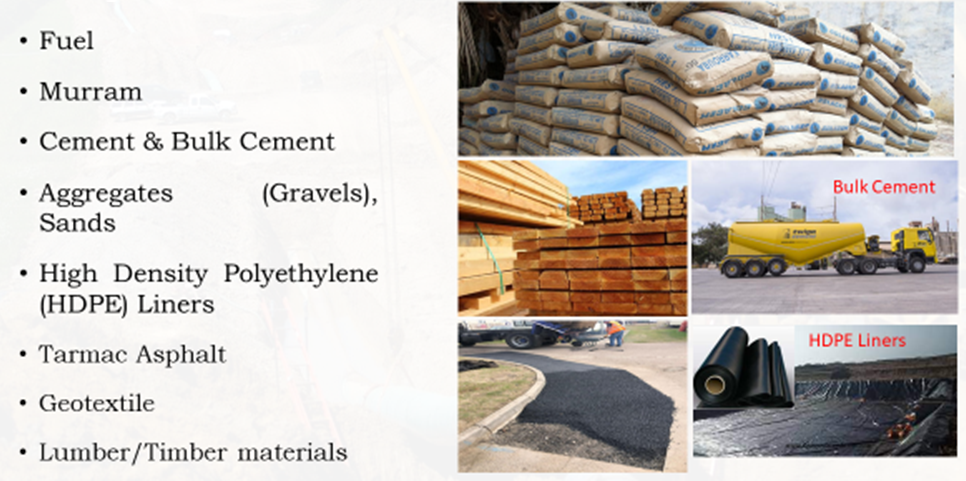 • Fuel
• Murram
• Cement & Bulk Cement
• Aggregates (Gravels),
Sands
• High Density Polyethylene
(HDPE) Liners
• Tarmac Asphalt
• Geotextile
• Lumber/Timber materials
Bulk Cement
HDPE Liners